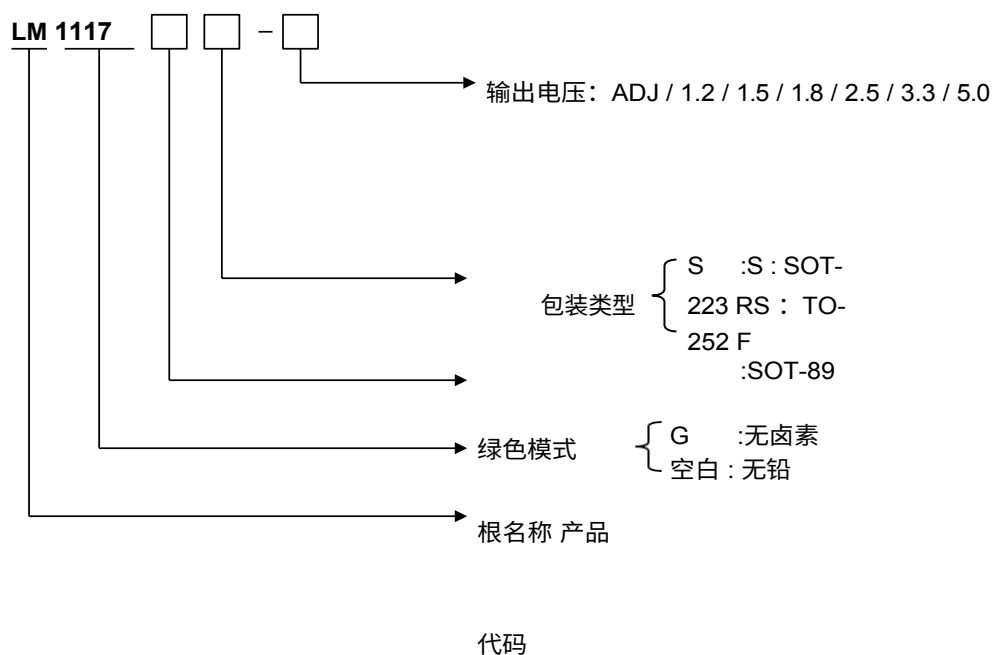 LM 1117 –
输出电压：ADJ / 1.2 / 1.5 / 1.8 / 2.5 / 3.3 / 5.0
包装类型
S :S : SOT-
223 RS : TO-
252 F
:SOT-89
绿色模式
G :无卤素
空白 : 无铅
根名称 产品
代码